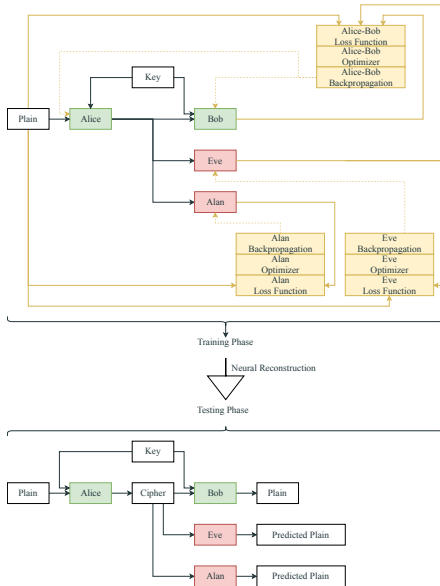 Alice-Bob
Loss Function
Alice-Bob
Optimizer
Alice-Bob
Backpropagation
Key
Plain
Alice
Bob
Eve
Alan
Alan
Backpropagation
Alan
Optimizer
Alan
Loss Function
Eve
Backpropagation
Eve
Optimizer
Eve
Loss Function
Training Phase
Neural Reconstruction
Testing Phase
Key
Plain
Alice
Cipher
Bob
Plain
Eve
Predicted Plain
Alan
Predicted Plain